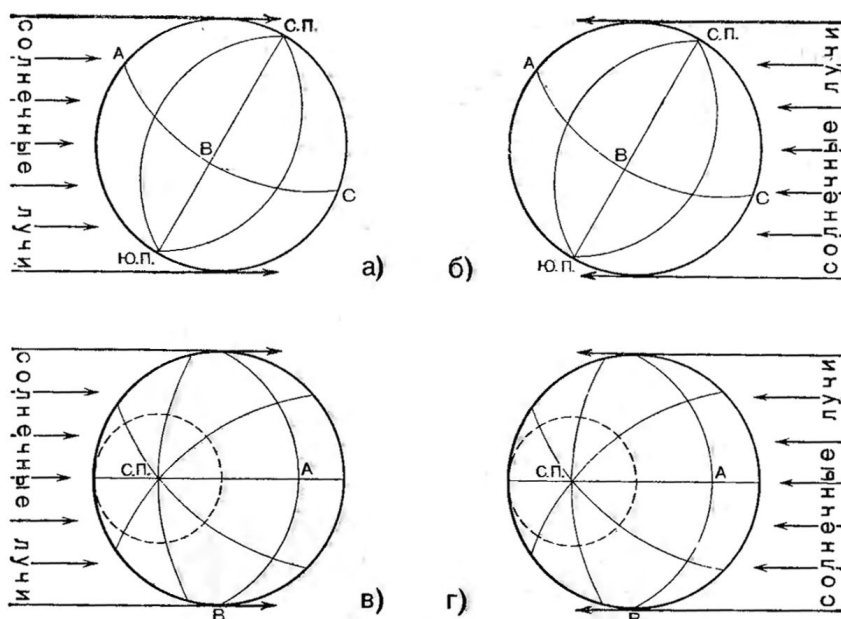 солнечные лучи
С.П.
А
В
С
Ю.П.
а)
солнечные лучи
С.П.
А
В
С
Ю.П.
б)
солнечные лучи
С.П.
А
В
в)
солнечные лучи
С.П.
А
В
г)